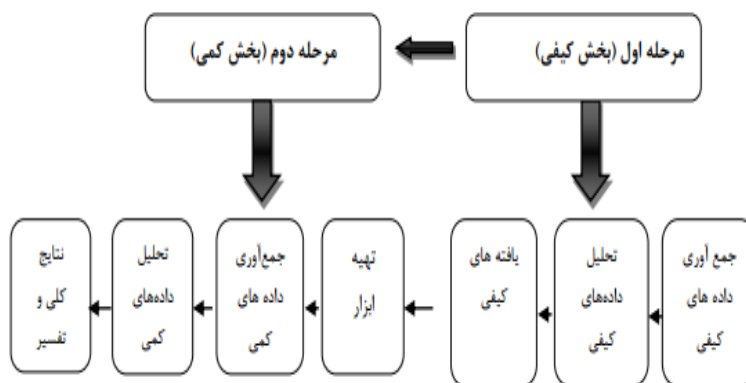 مرحله اول (بخش کیفی)
مرحله دوم (بخش کمی)
جمع آوری
داده های
کیفی
تحلیل
داده‌های
کیفی
یافته های
کیفی
تهیه
ابزار
جمع‌آوری
داده های
کمی
تحلیل
داده‌های
کمی
نتایج
کلی و
تفسیر